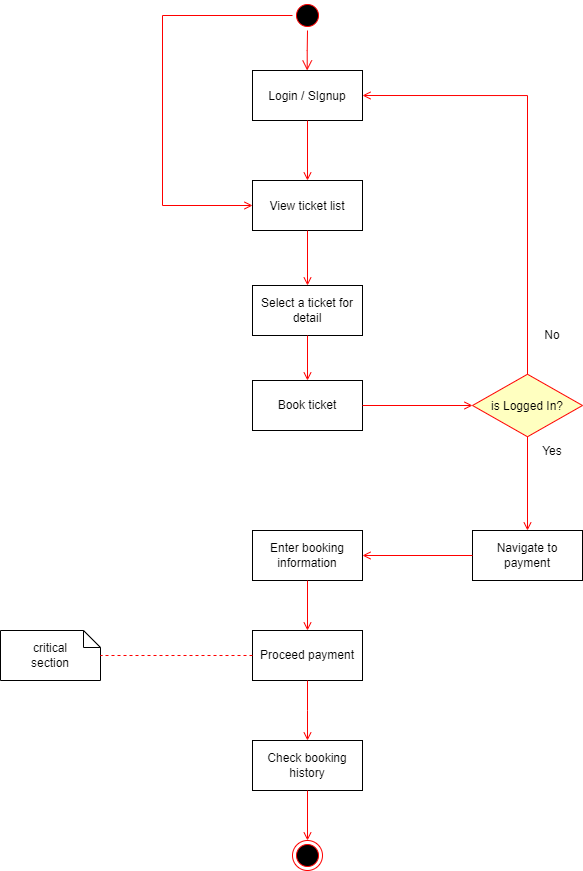 Login / SIgnup
View ticket list
Select a ticket for
detail
No
Book ticket
is Logged In?
Yes
Enter booking
information
Navigate to
payment
critical
section
Proceed payment
Check booking
history